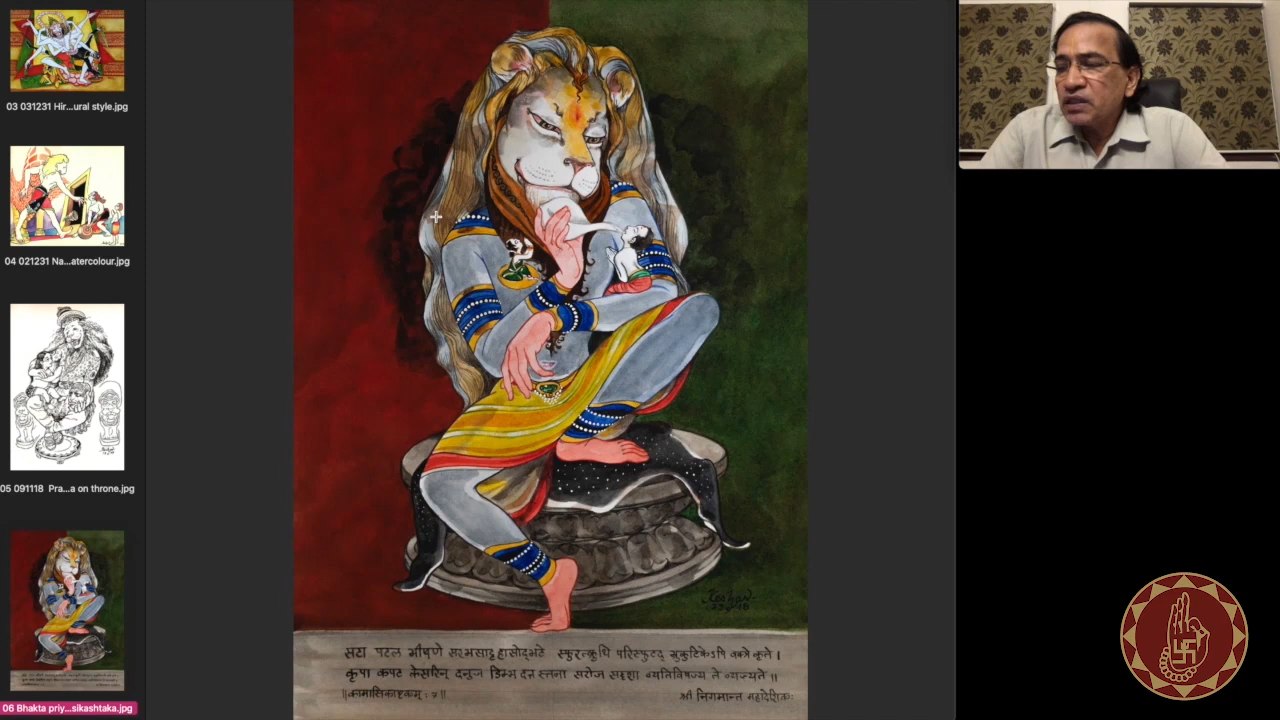 03 031231 Hir...ural style.jpg
04 021231 Na...atercolour.jpg
05 091118 Pra...a on throne.jpg
06 Bhakta priy...sikashtaka.jpg
Keshav
सटा पटल भीषणे सरभसाट्टहासोद्भटे स्फुरत्क्रुधि परिस्फुटद् भ्रुकुटिकेऽपि वक्त्रे कृते ।
कृपा कपट केसरिन् दनुज डिम्भ दत्त स्तना सरोज सदृशा व्यतिविषज्य ते व्यज्यते ॥
॥कामासिकाष्टकम् : ७॥ श्री निगमान्त महादेशिकः